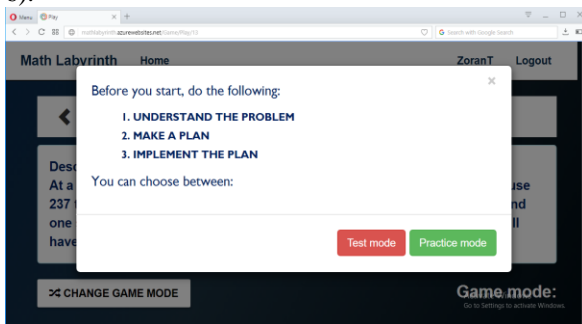 Menu Play
mathlabyrinth.azurewebsites.net/Game/Play/13 Search with Google Search
Math Labyrinth Home ZoranT Logout
×
Before you start, do the following:
1. UNDERSTAND THE PROBLEM
2. MAKE A PLAN
3. IMPLEMENT THE PLAN
You can choose between:
Test mode Practice mode
Desc
At a use
237 nd
one ll
have
CHANGE GAME MODE Game mode:
Go to Settings to activate Windows.